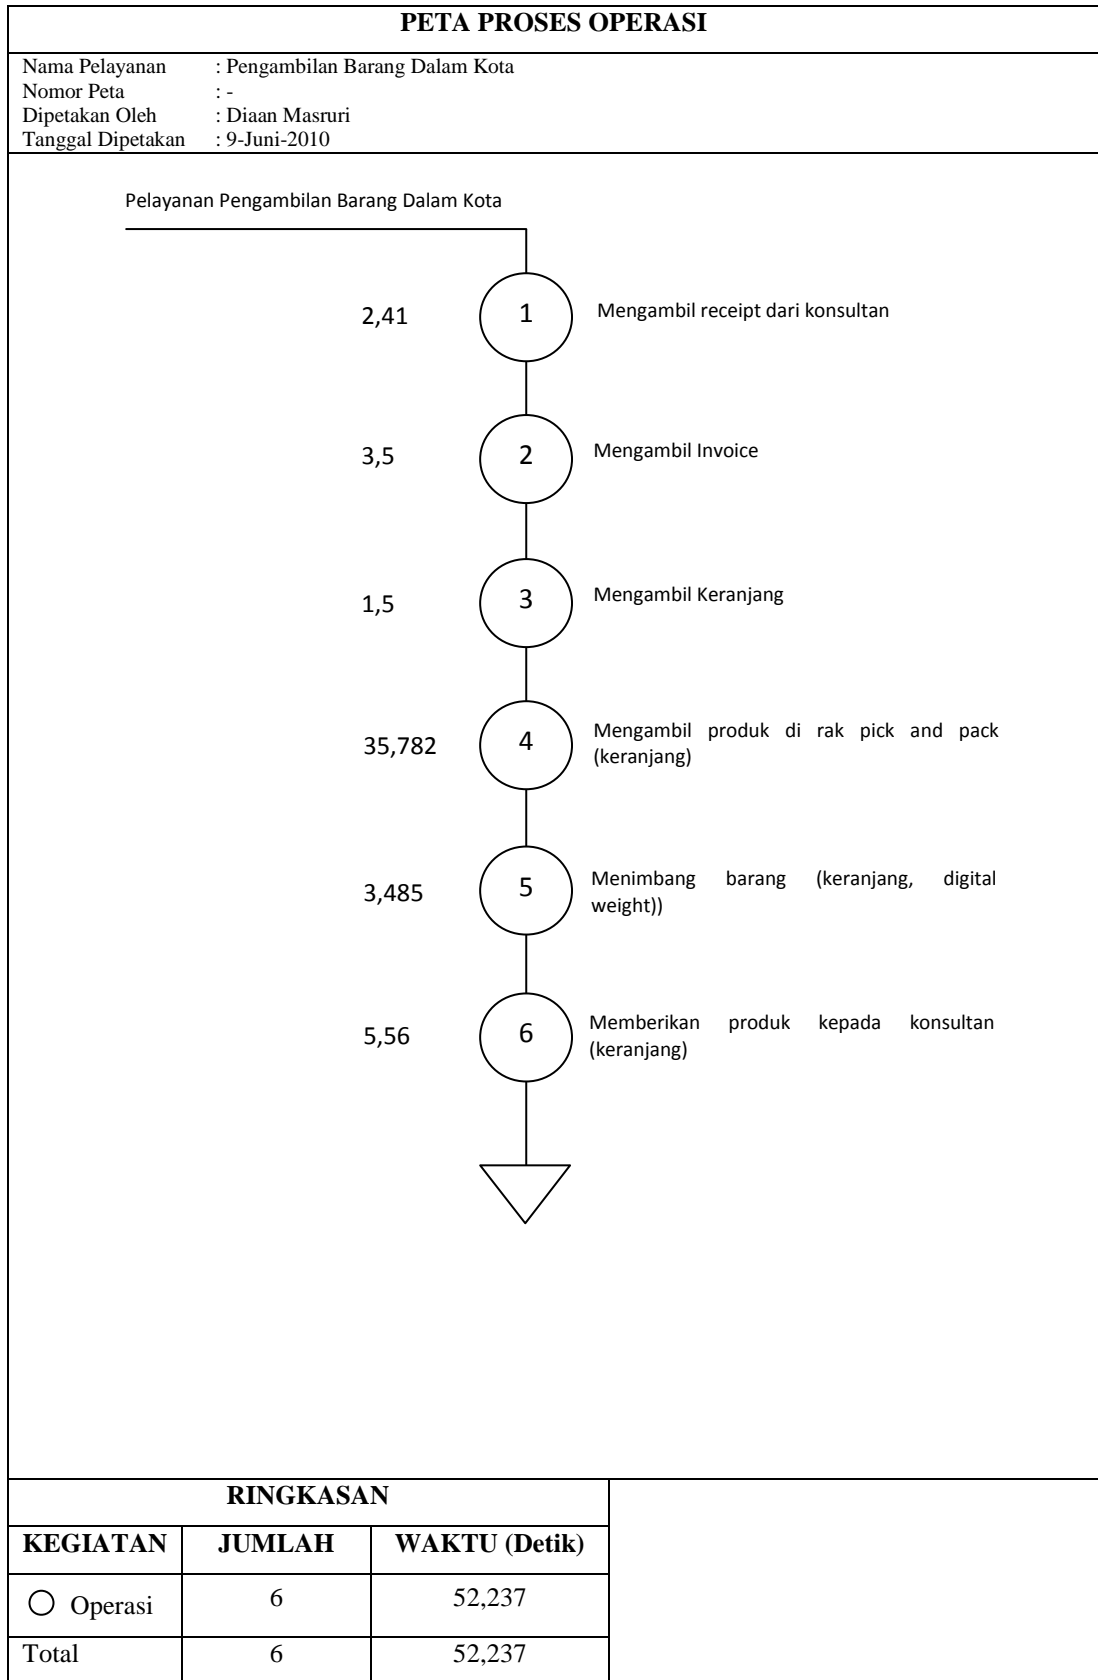 PETA PROSES OPERASI
Nama Pelayanan : Pengambilan Barang Dalam Kota
Nomor Peta : -
Dipetakan Oleh : Diaan Masruri
Tanggal Dipetakan : 9-Juni-2010
Pelayanan Pengambilan Barang Dalam Kota
2,41 1 Mengambil receipt dari konsultan
3,5 2 Mengambil Invoice
1,5 3 Mengambil Keranjang
35,782 4 Mengambil produk di rak pick and pack
(keranjang)
3,485 5 Menimbang barang (keranjang, digital
weight))
5,56 6 Memberikan produk kepada konsultan
(keranjang)
RINGKASAN
KEGIATAN JUMLAH WAKTU (Detik)
Operasi 6 52,237
Total 6 52,237